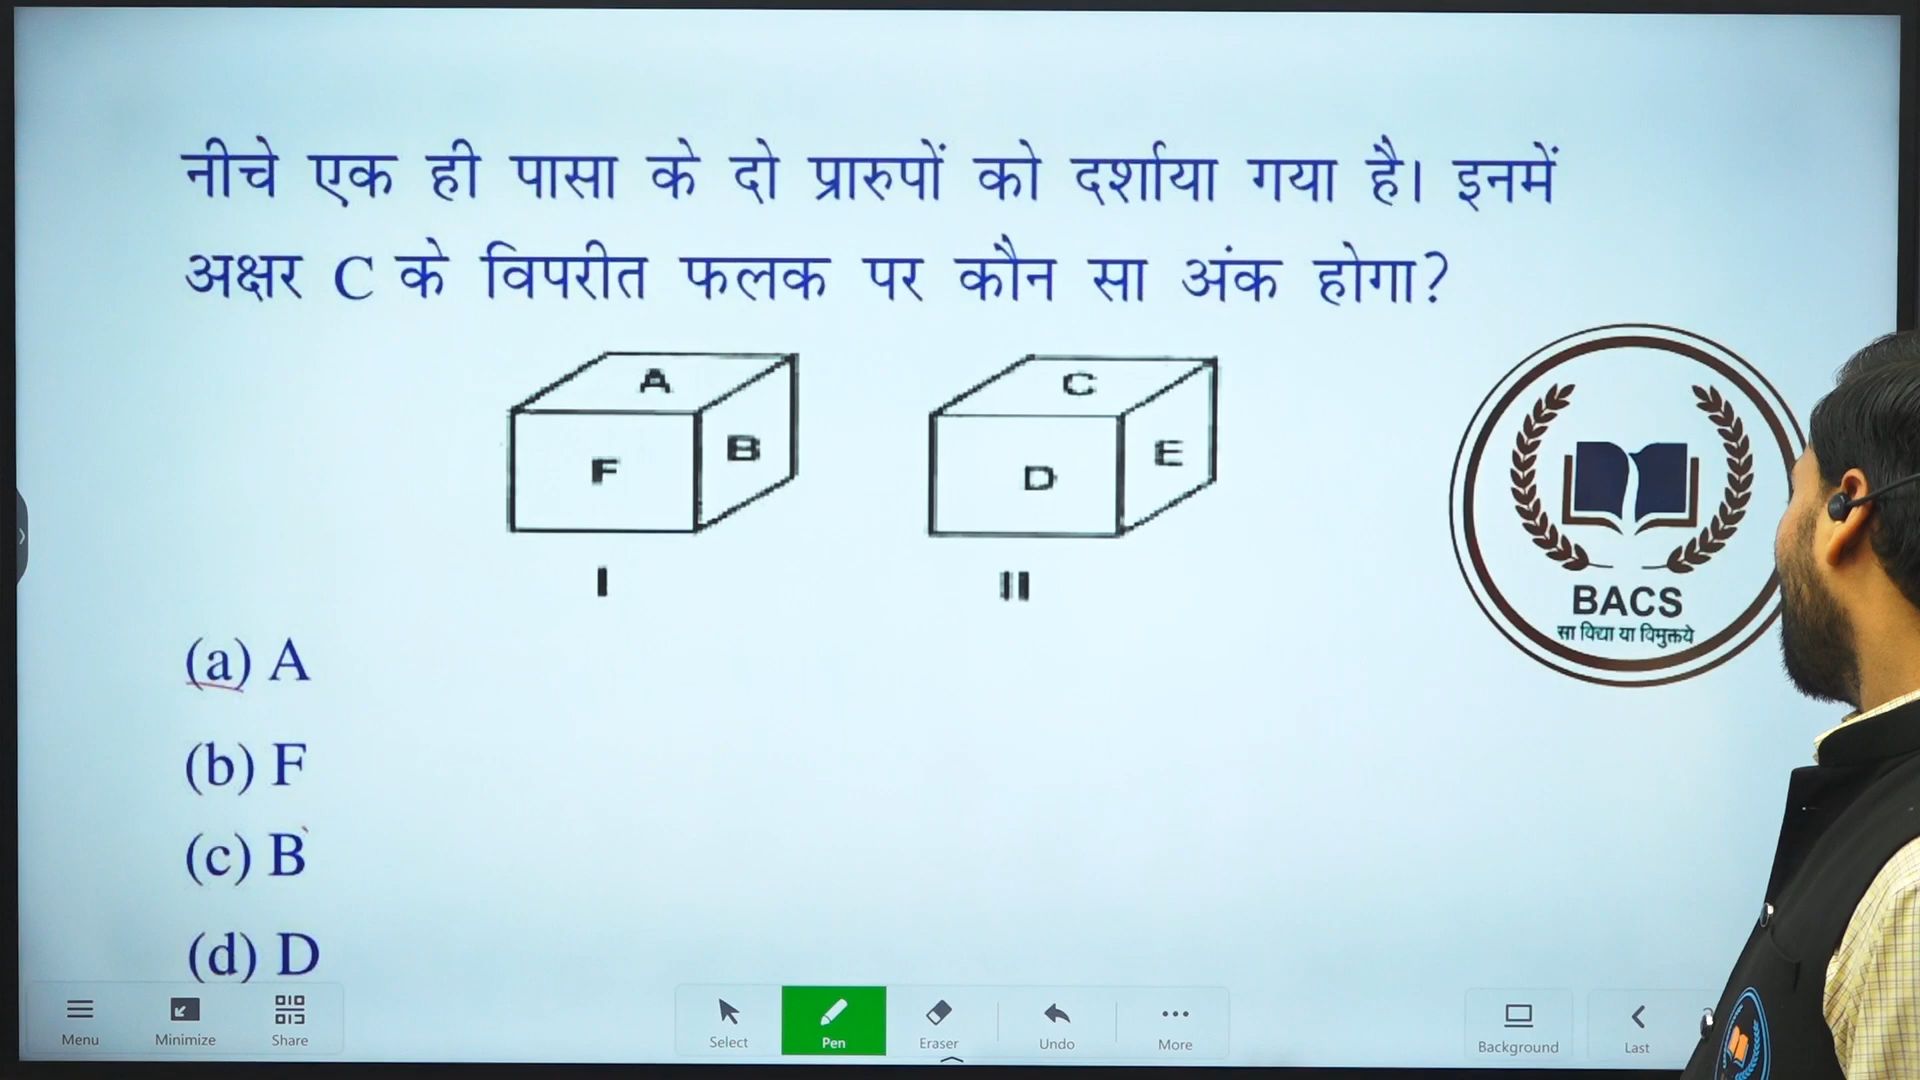 नीचे एक ही पासा के दो प्रारुपों को दर्शाया गया है। इनमें
अक्षर C के विपरीत फलक पर कौन सा अंक होगा?
A
F
B
C
D
E
I
II
BACS
सा विद्या या विमुक्तये
(a) A
(b) F
(c) B
(d) D
Menu
Minimize
Share
Select
Pen
Eraser
Undo
More
Background
Last